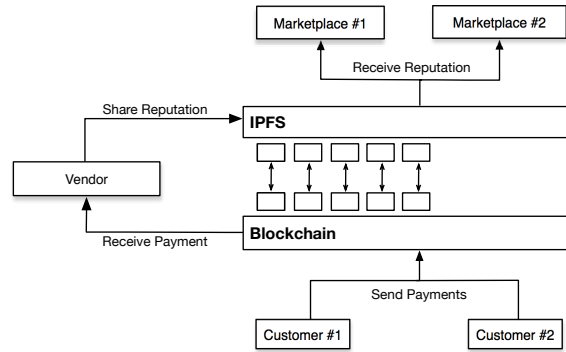 Marketplace #1
Marketplace #2
Receive Reputation
Share Reputation
IPFS
Vendor
Receive Payment
Blockchain
Send Payments
Customer #1
Customer #2